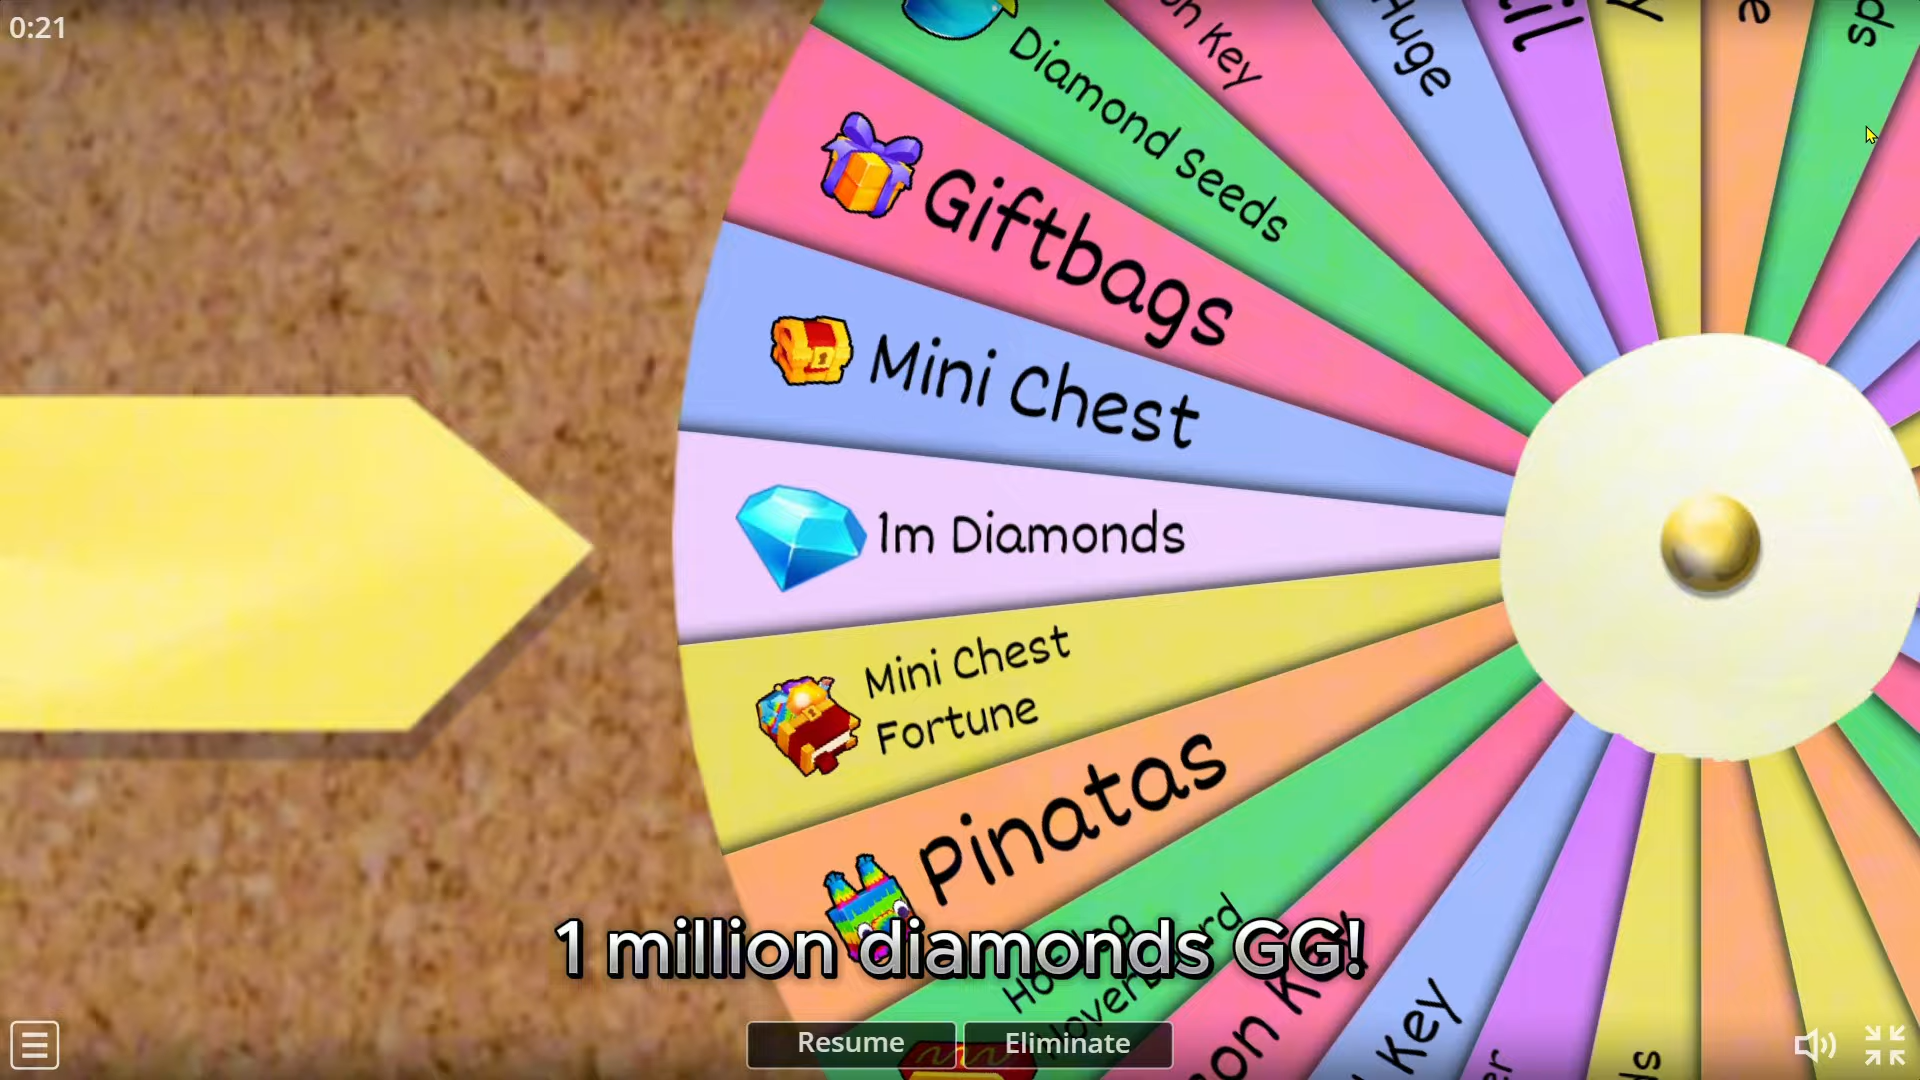 0:21
Key
Huge
Diamond Seeds
Giftbags
Mini Chest
1m Diamonds
Mini Chest
Fortune
Pinatas
1 million diamonds GG!
Key
Resume
Eliminate